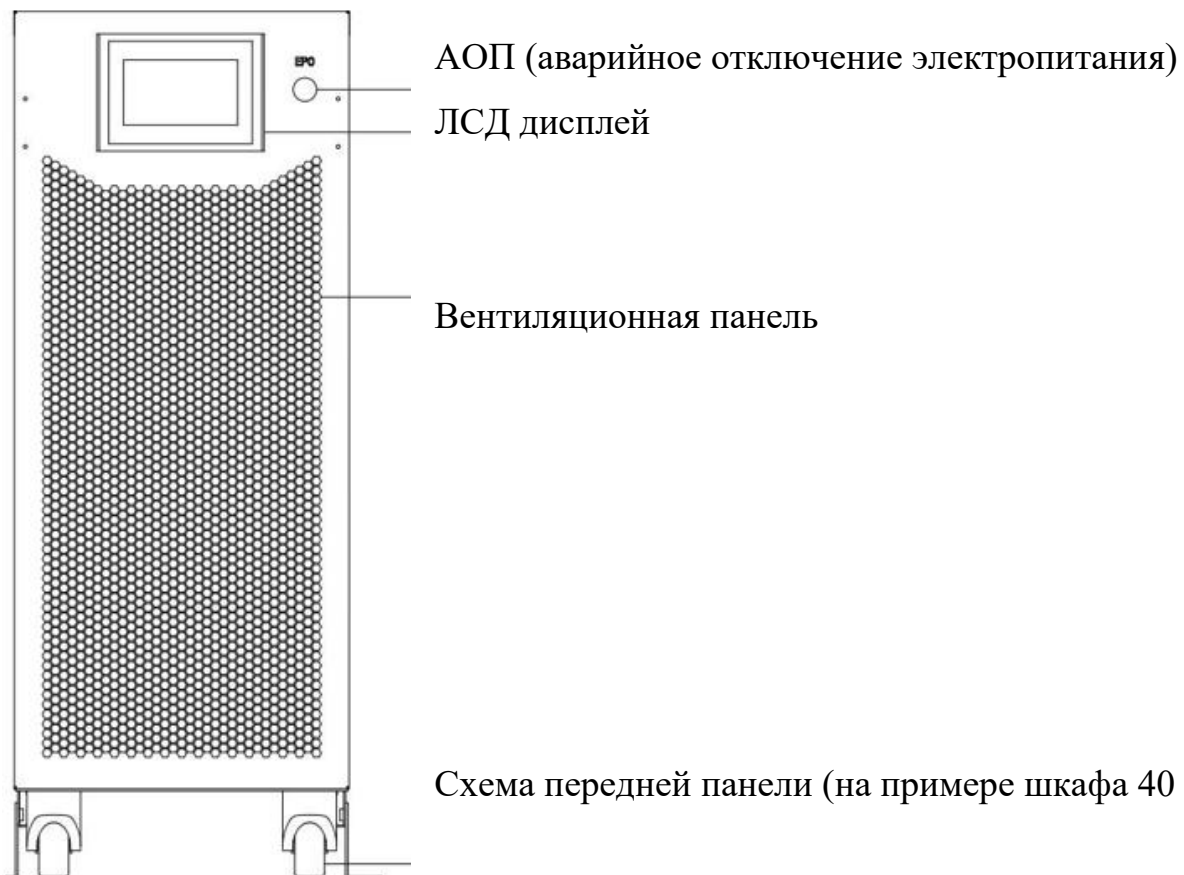 EPO
АОП (аварийное отключение электропитания)
ЛСД дисплей
Вентиляционная панель
Схема передней панели (на примере шкафа 40